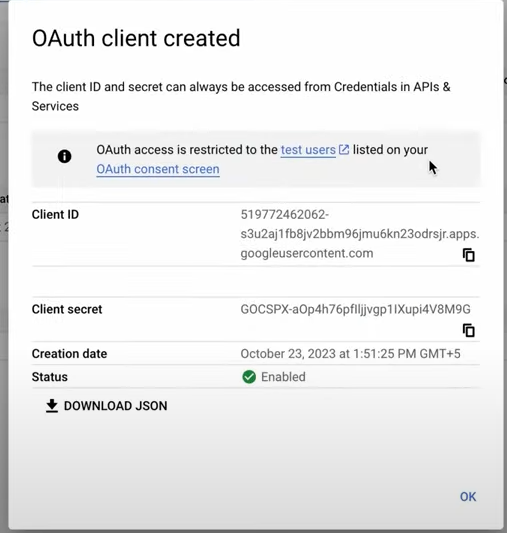 OAuth client created
The client ID and secret can always be accessed from Credentials in APIs &
Services
OAuth access is restricted to the test users listed on your
OAuth consent screen
Client ID
519772462062-
s3u2aj1fb8jv2bbm96jmu6kn23odrsjr.apps.
googleusercontent.com
Client secret
Creation date October 23, 2023 at 1:51:25 PM GMT+5
Status Enabled
DOWNLOAD JSON
OK